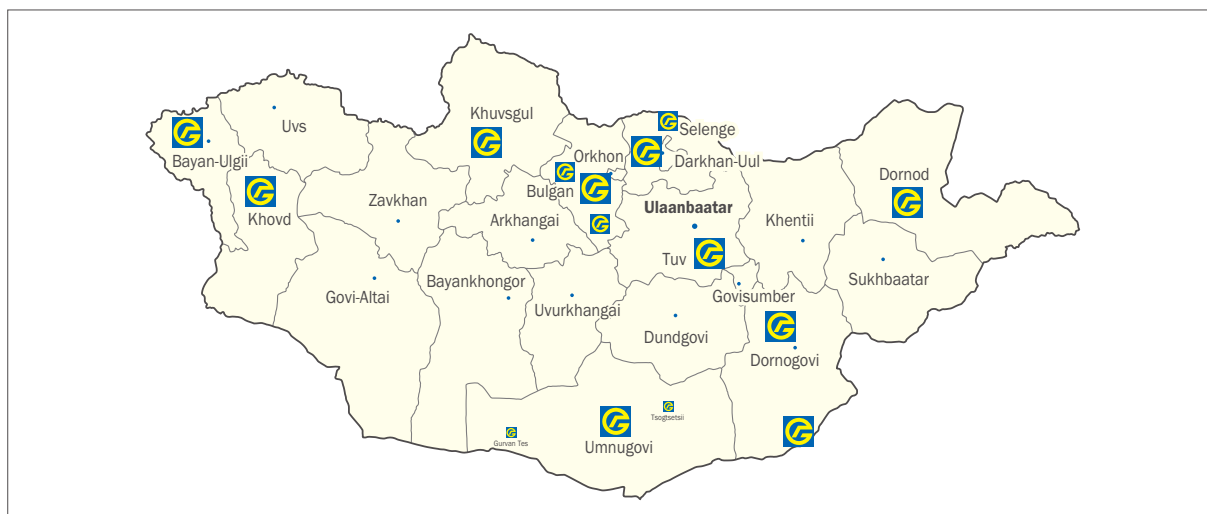 Khuvsgul
Uvs
Selenge
Orkhon
Bayan-Ulgii
Darkhan-Uul
Dornod
Bulgan
Zavkhan
Khovd
Ulaanbaatar
Arkhangai
Khentii
Tuv
Bayankhongor
Sukhbaatar
Govi-Altai
Govisumber
Uvurkhangai
Dundgovi
Dornogovi
Tsogtsetsii
Gurvan Tes
Umnugovi